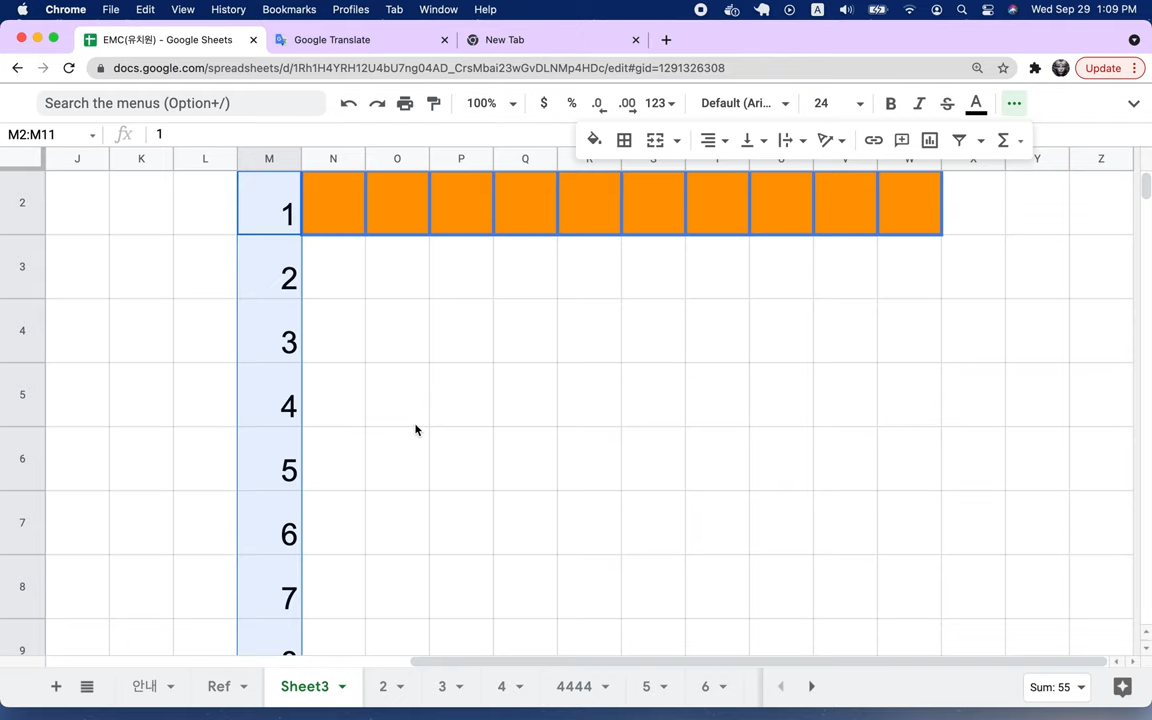 Chrome File Edit View History Bookmarks Profiles Tab Window Help A Wed Sep 29 1:09 PM
EMC(유치원) - Google Sheets Google Translate New Tab
docs.google.com/spreadsheets/d/1Rh1H4YRH12U4bU7ng04AD_CrsMbai23wGvDLNMp4HDc/edit#gid=1291326308 Update
Search the menus (Option+/) 100% $ % .0 .00 123 Default (Ari... 24 B I S A
M2:M11 fx 1
J K L M N O P Q R S T U V W X Y Z
2 1
3 2
4 3
5 4
6 5
7 6
8 7
9
안내 Ref Sheet3 2 3 4 4444 5 6 Sum: 55